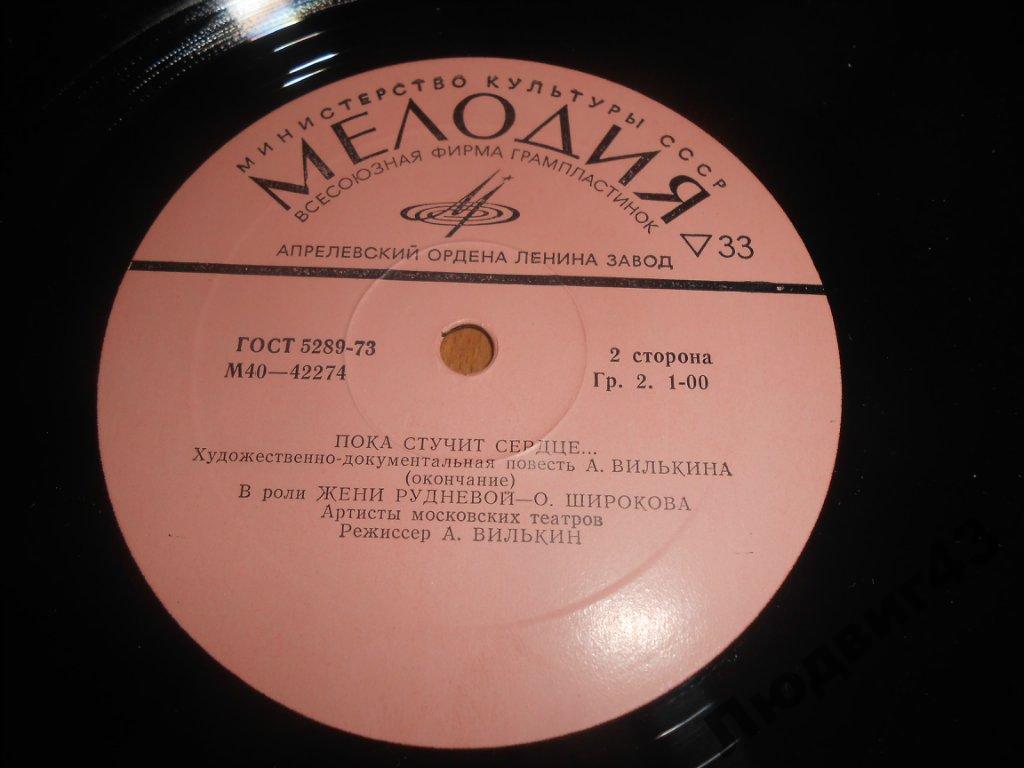 МИНИСТЕРСТВО КУЛЬТУРЫ СССР
МЕЛОДИЯ
ВСЕСОЮЗНАЯ ФИРМА ГРАМПЛАСТИНОК
▽33
АПРЕЛЕВСКИЙ ОРДЕНА ЛЕНИНА ЗАВОД
ГОСТ 5289-73
М40—42274
2 сторона
Гр. 2. 1-00
ПОКА СТУЧИТ СЕРДЦЕ...
Художественно-документальная повесть А. ВИЛЬКИНА
(окончание)
В роли ЖЕНИ РУДНЕВОЙ—О. ШИРОКОВА
Артисты московских театров
Режиссер А. ВИЛЬКИН
Людвиг43